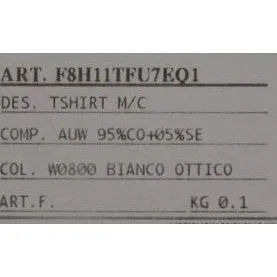 ART. F8H11TFU7EQ1
DES. TSHIRT M/C
COMP. AUW 95%CO+05%SE
COL. W0800 BIANCO OTTICO
ART.F. KG 0.1